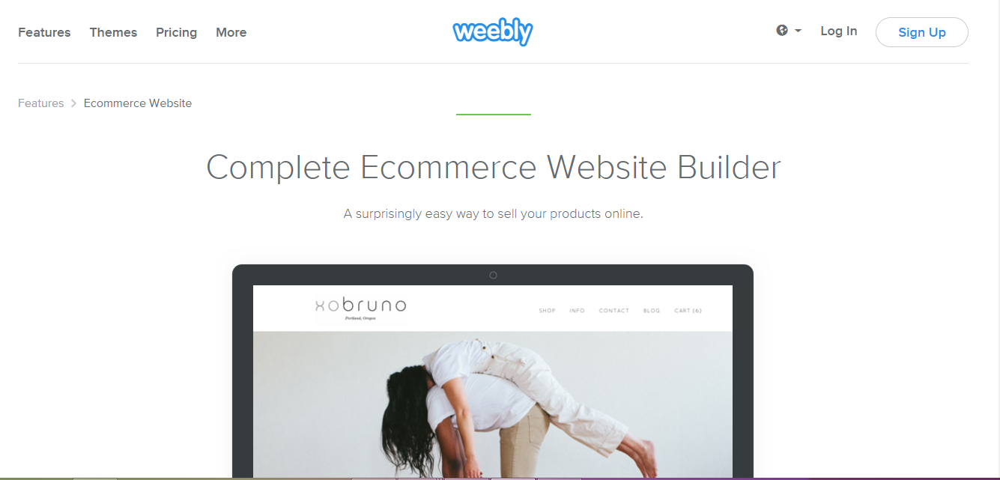 Features Themes Pricing More weebly Log In Sign Up
Features > Ecommerce Website
Complete Ecommerce Website Builder
A surprisingly easy way to sell your products online.
xobruno
Portland, Oregon
SHOP INFO CONTACT BLOG CART (6)